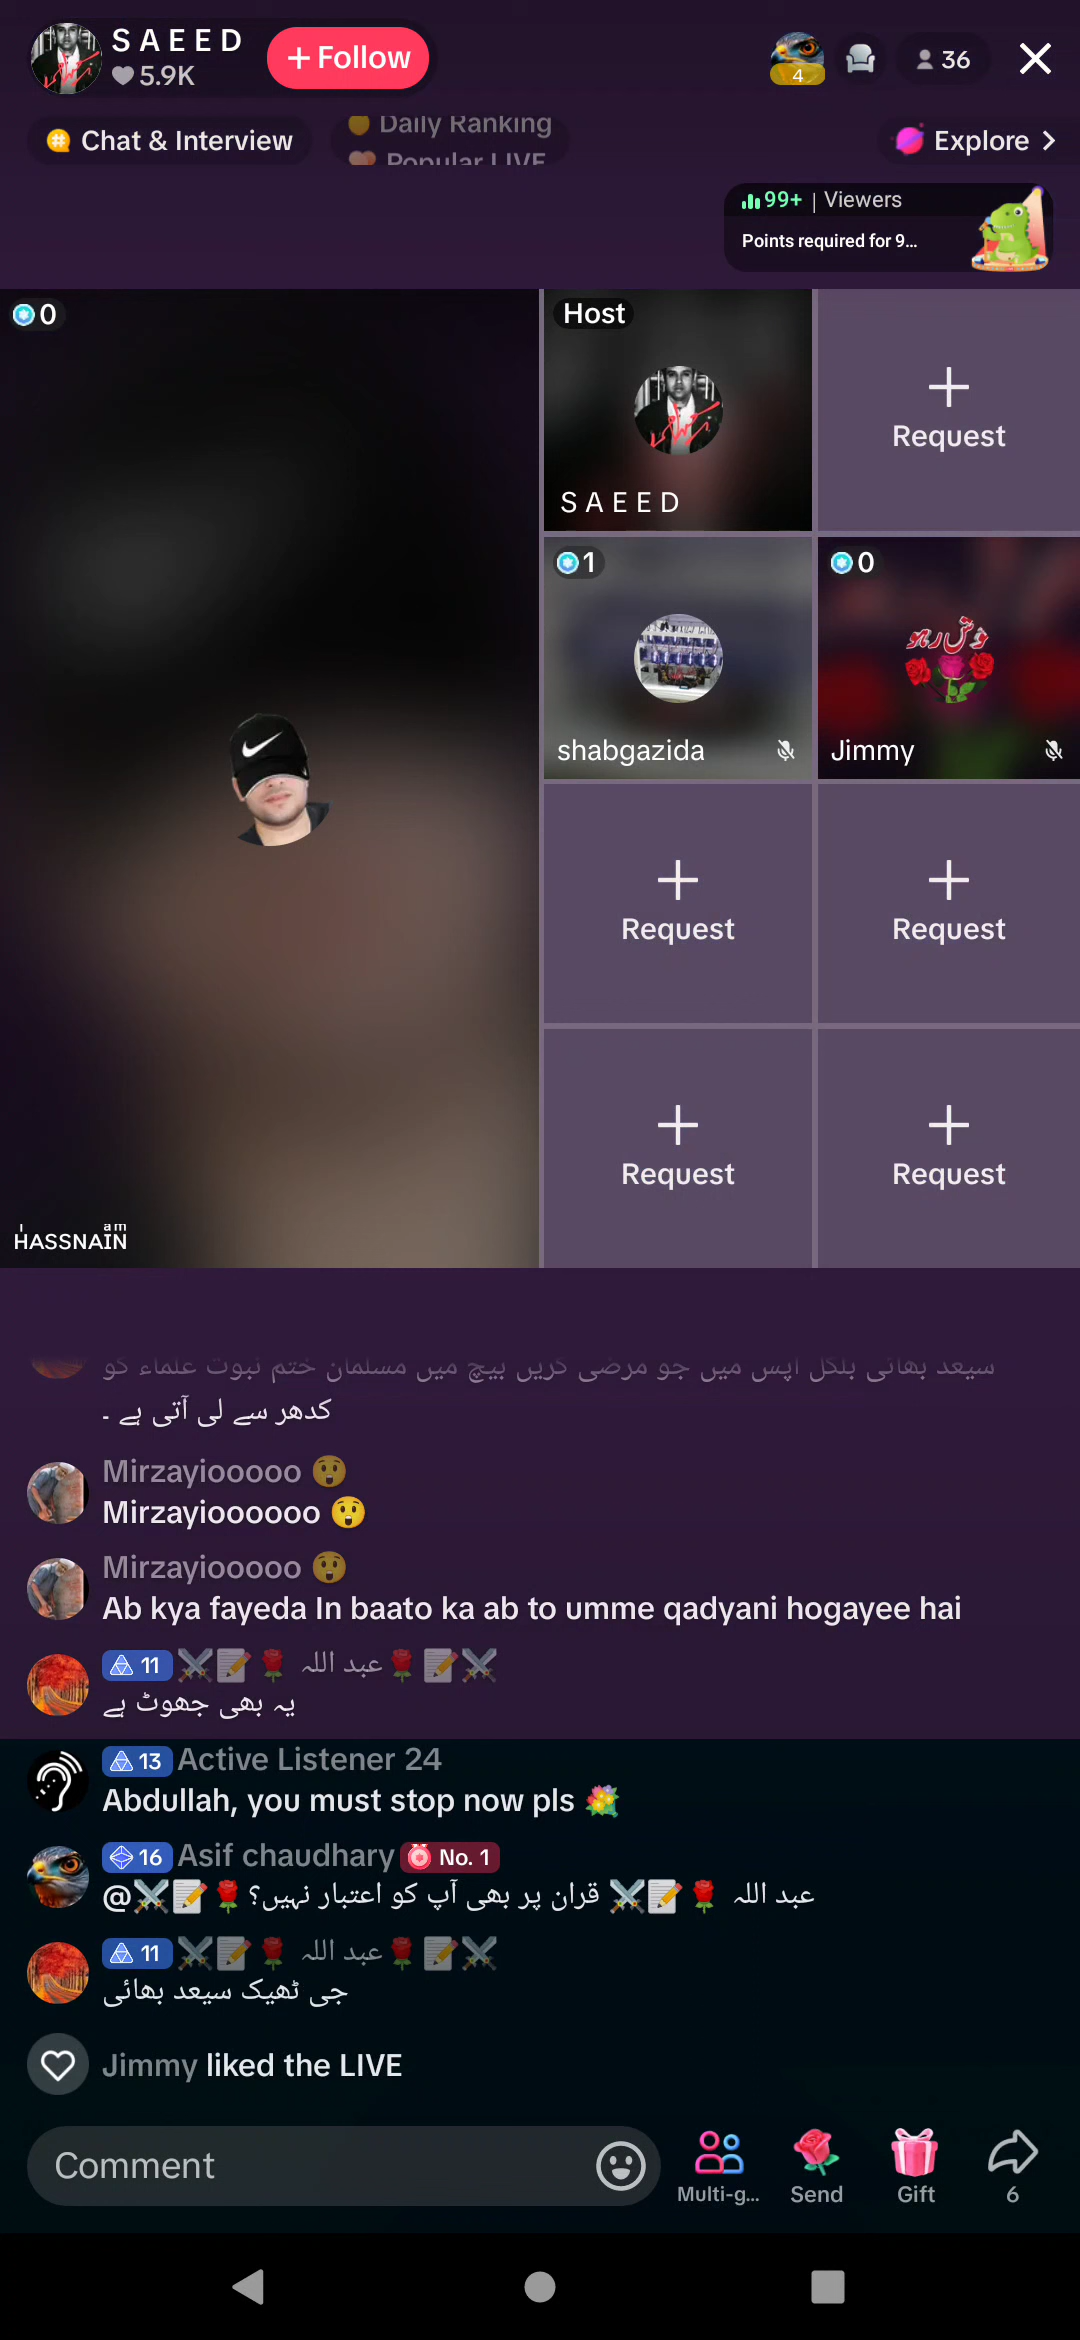 S A E E D
5.9K
+ Follow
4
36
Chat & Interview
Daily Ranking
Popular LIVE
Explore
99+ | Viewers
Points required for 9...
0
Host
S A E E D
Request
1
shabgazida
0
خوش رہو
Jimmy
Request
Request
Request
Request
HASSNAIN
am
سیعد بھائی بلکل آپس میں جو مرضی کریں بیچ میں مسلمان ختم نبوت علماء کو
کدھر سے لی آتی ہے ۔
Mirzayiooooo 😲
Mirzayioooooo 😲
Mirzayiooooo 😲
Ab kya fayeda In baato ka ab to umme qadyani hogayee hai
11 ⚔️📝🌹 عبد اللہ 🌹📝⚔️
یہ بھی جھوٹ ہے
13 Active Listener 24
Abdullah, you must stop now pls 💐
16 Asif chaudhary No. 1
@⚔️📝🌹 عبد اللہ 🌹📝⚔️ قران پر بھی آپ کو اعتبار نہیں؟
11 ⚔️📝🌹 عبد اللہ 🌹📝⚔️
جی ٹھیک سیعد بھائی
Jimmy liked the LIVE
Comment
Multi-g...
Send
Gift
6